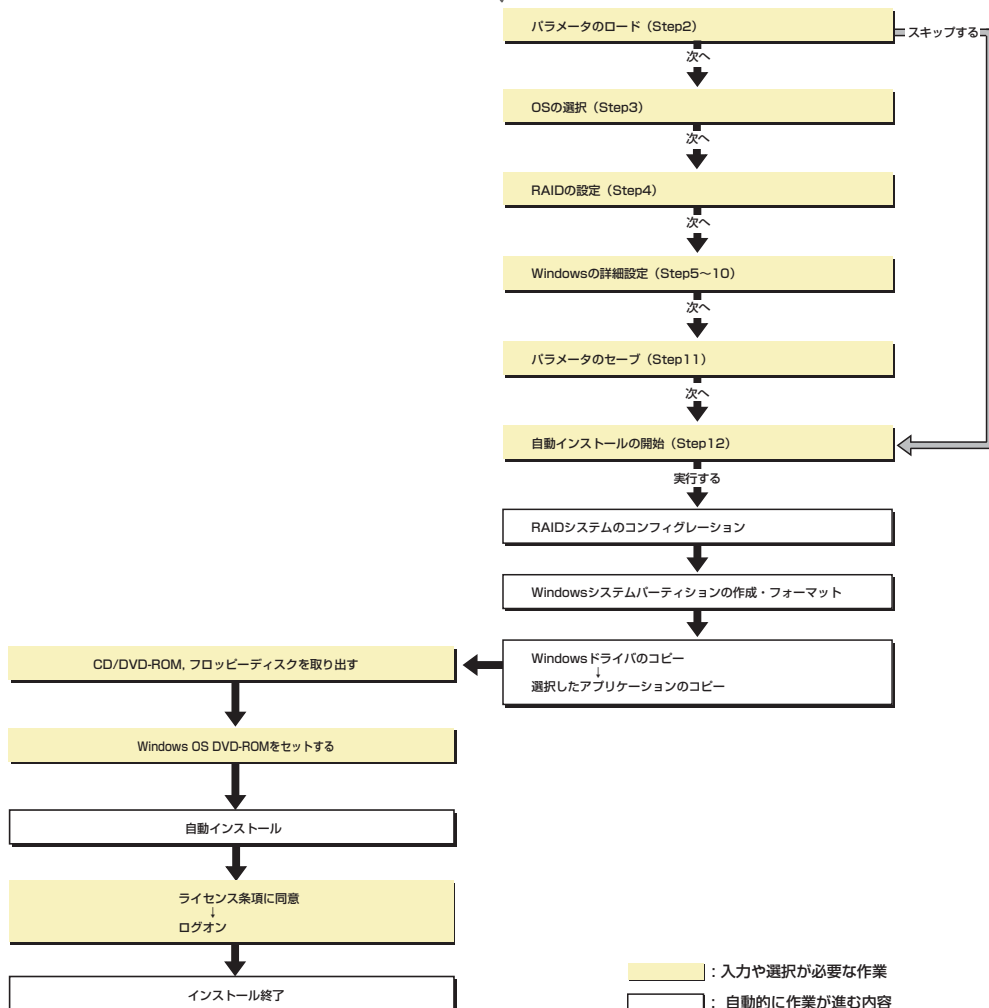 パラメータのロード（Step2）
スキップする
次へ
OSの選択（Step3）
次へ
RAIDの設定（Step4）
次へ
Windowsの詳細設定（Step5～10）
次へ
パラメータのセーブ（Step11）
次へ
自動インストールの開始（Step12）
実行する
RAIDシステムのコンフィグレーション
Windowsシステムパーティションの作成・フォーマット
Windowsドライバのコピー
↓
選択したアプリケーションのコピー
CD/DVD-ROM, フロッピーディスクを取り出す
Windows OS DVD-ROMをセットする
自動インストール
ライセンス条項に同意
↓
ログオン
インストール終了
：入力や選択が必要な作業
： 自動的に作業が進む内容